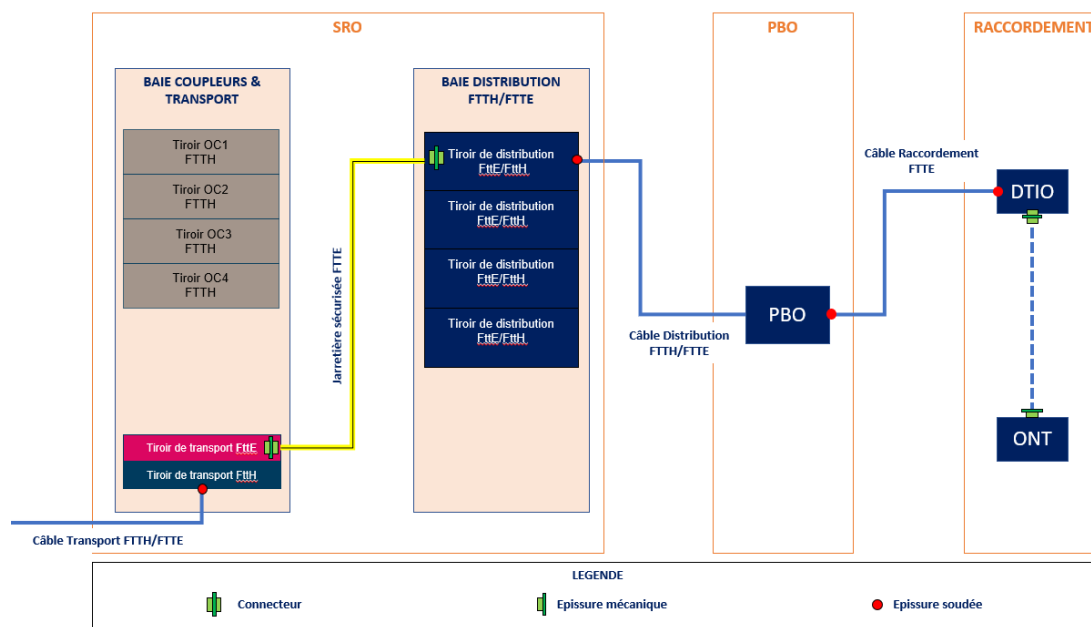 SRO
PBO
RACCORDEMENT
BAIE COUPLEURS &
TRANSPORT
BAIE DISTRIBUTION
FTTH/FTTE
Tiroir OC1
FTTH
Tiroir OC2
FTTH
Tiroir OC3
FTTH
Tiroir OC4
FTTH
Tiroir de transport FttE
Tiroir de transport FttH
Câble Transport FTTH/FTTE
Jarretière sécurisée FTTE
Tiroir de distribution
FttE/FttH
Tiroir de distribution
FttE/FttH
Tiroir de distribution
FttE/FttH
Tiroir de distribution
FttE/FttH
Câble Distribution
FTTH/FTTE
PBO
Câble Raccordement
FTTE
DTIO
ONT
LEGENDE
Connecteur
Epissure mécanique
Epissure soudée